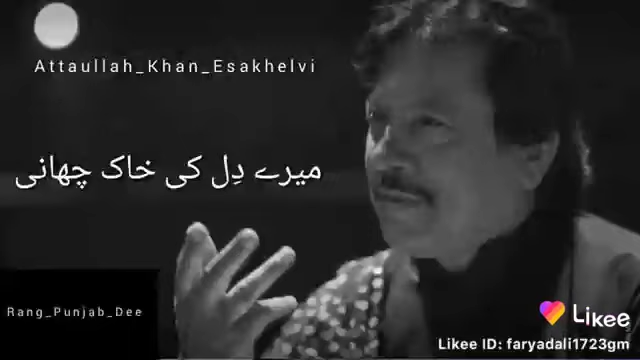 Attaullah_Khan_Esakhelvi
میرے دِل کی خاک چھانی
Rang_Punjab_Dee
Likee
Likee ID: faryadali1723gm